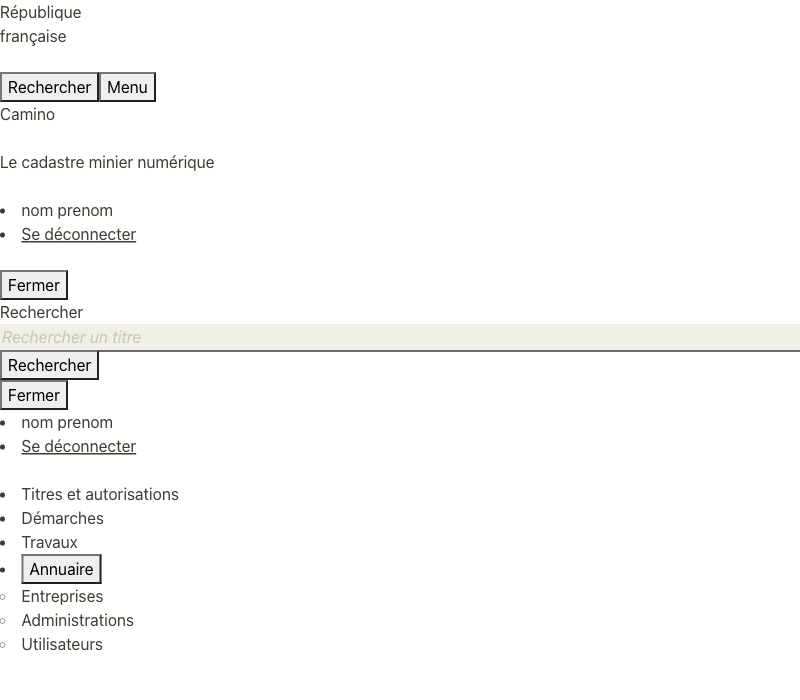 République
française
Rechercher Menu
Camino
Le cadastre minier numérique
nom prenom
Se déconnecter
Fermer
Rechercher
Rechercher un titre
Rechercher
Fermer
nom prenom
Se déconnecter
Titres et autorisations
Démarches
Travaux
Annuaire
Entreprises
Administrations
Utilisateurs